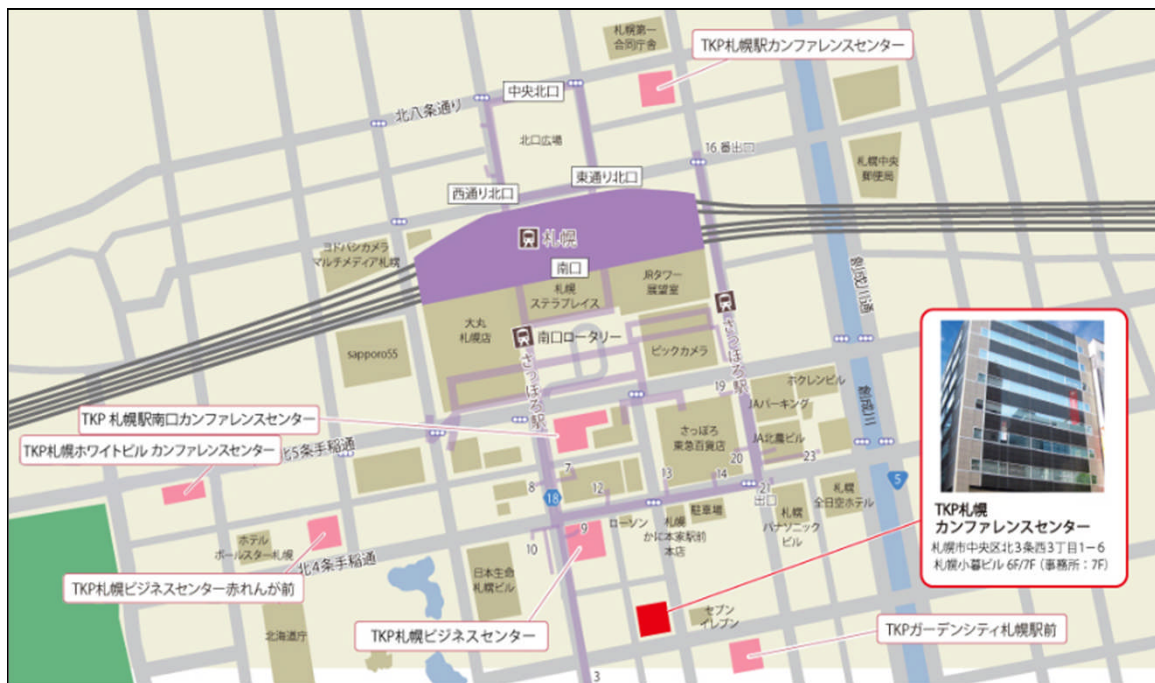 札幌第一
合同庁舎
TKP札幌駅カンファレンスセンター
中央北口
北八条通り
北口広場
16番出口
札幌中央
郵便局
東通り北口
西通り北口
札幌
ヨドバシカメラ
マルチメディア札幌
南口
札幌
ステラプレイス
JRタワー
展望室
創成川通
大丸
札幌店
南口ロータリー
さっぽろ駅
さっぽろ駅
sapporo55
ビックカメラ
ホクレンビル
19
創成川
JAパーキング
TKP 札幌駅南口カンファレンスセンター
さっぽろ
東急百貨店
JA北農ビル
TKP札幌ホワイトビル カンファレンスセンター
北5条手稲通
7
8
12
13
14
20
21
出口
23
18
5
札幌
全日空ホテル
9
10
ローソン
札幌
かに本家駅前
本店
駐車場
札幌
パナソニック
ビル
ホテル
ポールスター札幌
北4条手稲通
日本生命
札幌ビル
TKP札幌ビジネスセンター赤れんが前
TKP札幌
カンファレンスセンター
札幌市中央区北3条西3丁目1－6
札幌小暮ビル 6F/7F（事務所：7F）
北海道庁
TKP札幌ビジネスセンター
セブン
イレブン
TKPガーデンシティ札幌駅前
3